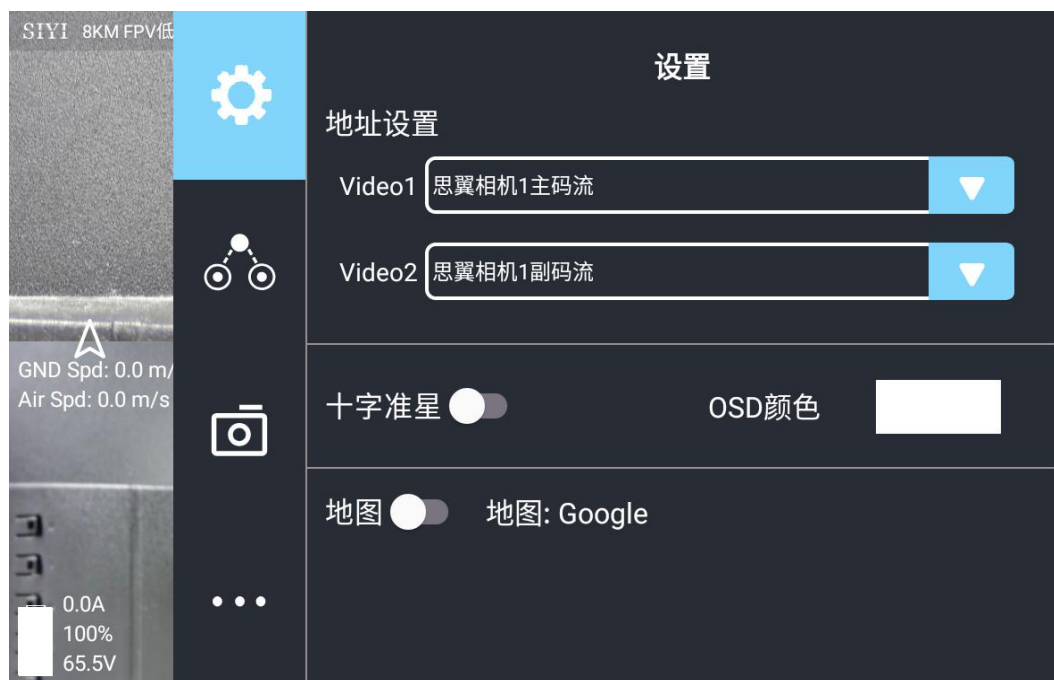 SIYI 8KM FPV低
设置
地址设置
Video1 思翼相机1主码流
Video2 思翼相机1副码流
GND Spd: 0.0 m/
Air Spd: 0.0 m/s
十字准星 OSD颜色
地图 地图: Google
0.0A
100%
65.5V